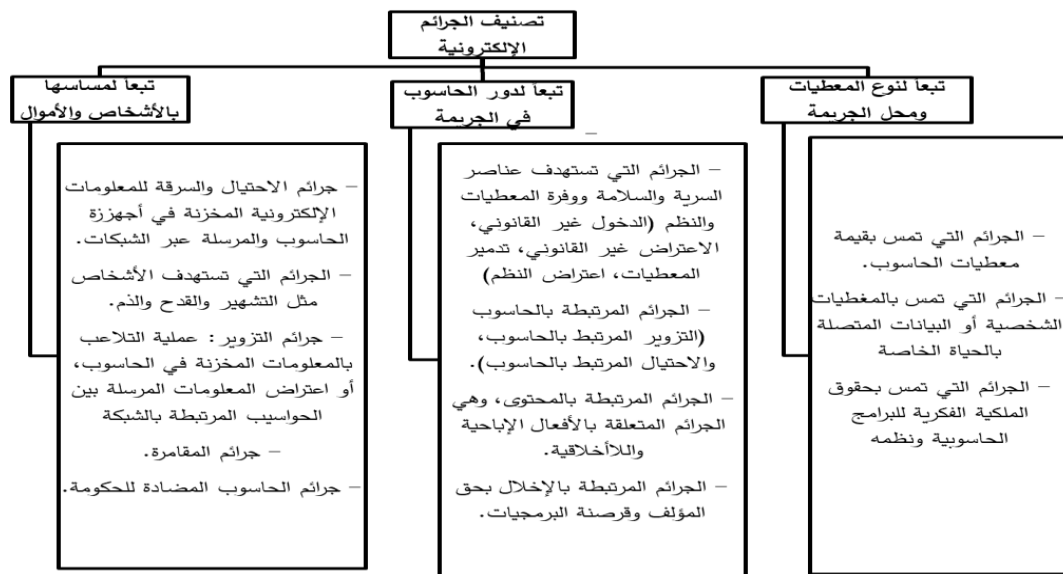 تصنيف الجرائم
الإلكترونية
تبعاً لنوع المعطيات
ومحل الجريمة
تبعاً لدور الحاسوب
في الجريمة
تبعاً لمساسها
بالأشخاص والأموال
– الجرائم التي تمس بقيمة
معطيات الحاسوب.
– الجرائم التي تمس بالمغطيات
الشخصية أو البيانات المتصلة
بالحياة الخاصة
– الجرائم التي تمس بحقوق
الملكية الفكرية للبرامج
الحاسوبية ونظمه
–
– الجرائم التي تستهدف عناصر
السرية والسلامة ووفرة المعطيات
والنظم (الدخول غير القانوني،
الاعتراض غير القانوني، تدمير
المعطيات، اعتراض النظم)
– الجرائم المرتبطة بالحاسوب
(التزوير المرتبط بالحاسوب،
والاحتيال المرتبط بالحاسوب).
– الجرائم المرتبطة بالمحتوى، وهي
الجرائم المتعلقة بالأفعال الإباحية
واللاأخلاقية.
– الجرائم المرتبطة بالإخلال بحق
المؤلف وقرصنة البرمجيات.
– جرائم الاحتيال والسرقة للمعلومات
الإلكترونية المخزنة في أجهززة
الحاسوب والمرسلة عبر الشبكات.
– الجرائم التي تستهدف الأشخاص
مثل التشهير والقدح والذم.
– جرائم التزوير: عملية التلاعب
بالمعلومات المخزنة في الحاسوب،
أو اعتراض المعلومات المرسلة بين
الحواسيب المرتبطة بالشبكة
– جرائم المقامرة.
– جرائم الحاسوب المضادة للحكومة.